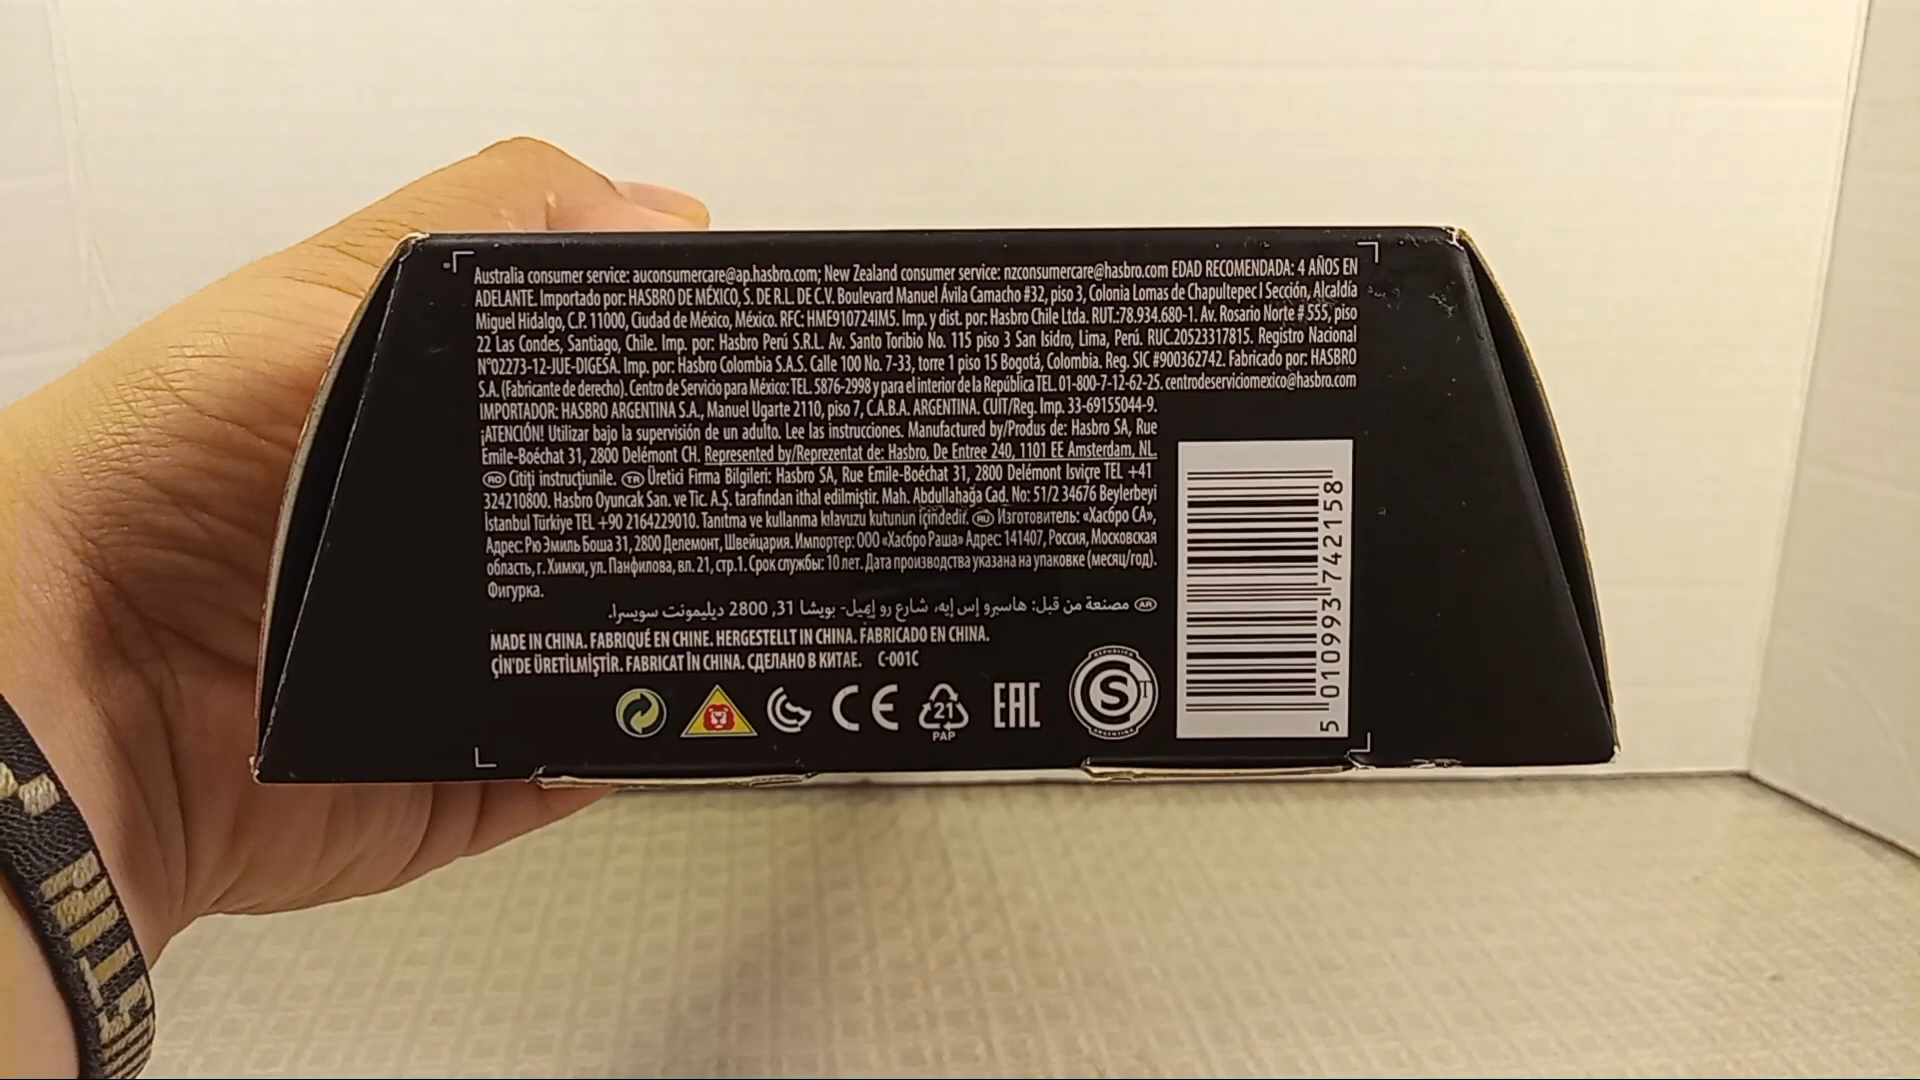 Australia consumer service: auconsumercare@ap.hasbro.com; New Zealand consumer service: nzconsumercare@hasbro.com EDAD RECOMENDADA: 4 AÑOS EN
ADELANTE. Importado por: HASBRO DE MÉXICO, S. DE R.L. DE C.V. Boulevard Manuel Ávila Camacho #32, piso 3, Colonia Lomas de Chapultepec I Sección, Alcaldía
Miguel Hidalgo, C.P. 11000, Ciudad de México, México. RFC: HME910724IM5. Imp. y dist. por: Hasbro Chile Ltda. RUT.:78.934.680-1. Av. Rosario Norte # 555, piso
22 Las Condes, Santiago, Chile. Imp. por: Hasbro Perú S.R.L. Av. Santo Toribio No. 115 piso 3 San Isidro, Lima, Perú. RUC.20523317815. Registro Nacional
N°02273-12-JUE-DIGESA. Imp. por: Hasbro Colombia S.A.S. Calle 100 No. 7-33, torre 1 piso 15 Bogotá, Colombia. Reg. SIC #900362742. Fabricado por: HASBRO
S.A. (Fabricante de derecho). Centro de Servicio para México: TEL. 5876-2998 y para el interior de la República TEL. 01-800-7-12-62-25. centrodeserviciomexico@hasbro.com
IMPORTADOR: HASBRO ARGENTINA S.A., Manuel Ugarte 2110, piso 7, C.A.B.A. ARGENTINA. CUIT/Reg. Imp. 33-69155044-9.
¡ATENCIÓN! Utilizar bajo la supervisión de un adulto. Lee las instrucciones. Manufactured by/Produs de: Hasbro SA, Rue
Emile-Boéchat 31, 2800 Delémont CH. Represented by/Reprezentat de: Hasbro, De Entree 240, 1101 EE Amsterdam, NL.
RO Citiți instrucțiunile. TR Üretici Firma Bilgileri: Hasbro SA, Rue Emile-Boéchat 31, 2800 Delémont Isviçre TEL +41
324210800. Hasbro Oyuncak San. ve Tic. A.Ş. tarafından ithal edilmiştir. Mah. Abdullahağa Cad. No: 51/2 34676 Beylerbeyi
İstanbul Türkiye TEL +90 2164229010. Tanıtma ve kullanma kılavuzu kutunun içindedir. RU Изготовитель: «Хасбро СА»,
Адрес: Рю Эмиль Боша 31, 2800 Делемонт, Швейцария. Импортер: ООО «Хасбро Раша» Адрес: 141407, Россия, Московская
область, г. Химки, ул. Панфилова, вл. 21, стр.1. Срок службы: 10 лет. Дата производства указана на упаковке (месяц/год).
Фигурка.
AR مصنعة من قبل: هاسبرو إس إيه، شارع رو إيميل- بويشا 31, 2800 ديليمونت سويسرا.
MADE IN CHINA. FABRIQUÉ EN CHINE. HERGESTELLT IN CHINA. FABRICADO EN CHINA.
ÇİN'DE ÜRETİLMİŞTİR. FABRICAT ÎN CHINA. СДЕЛАНО В КИТАЕ. C-001C
CE 21 EAC S
PAP
REPUBLICA
ARGENTINA
5 010993 742158